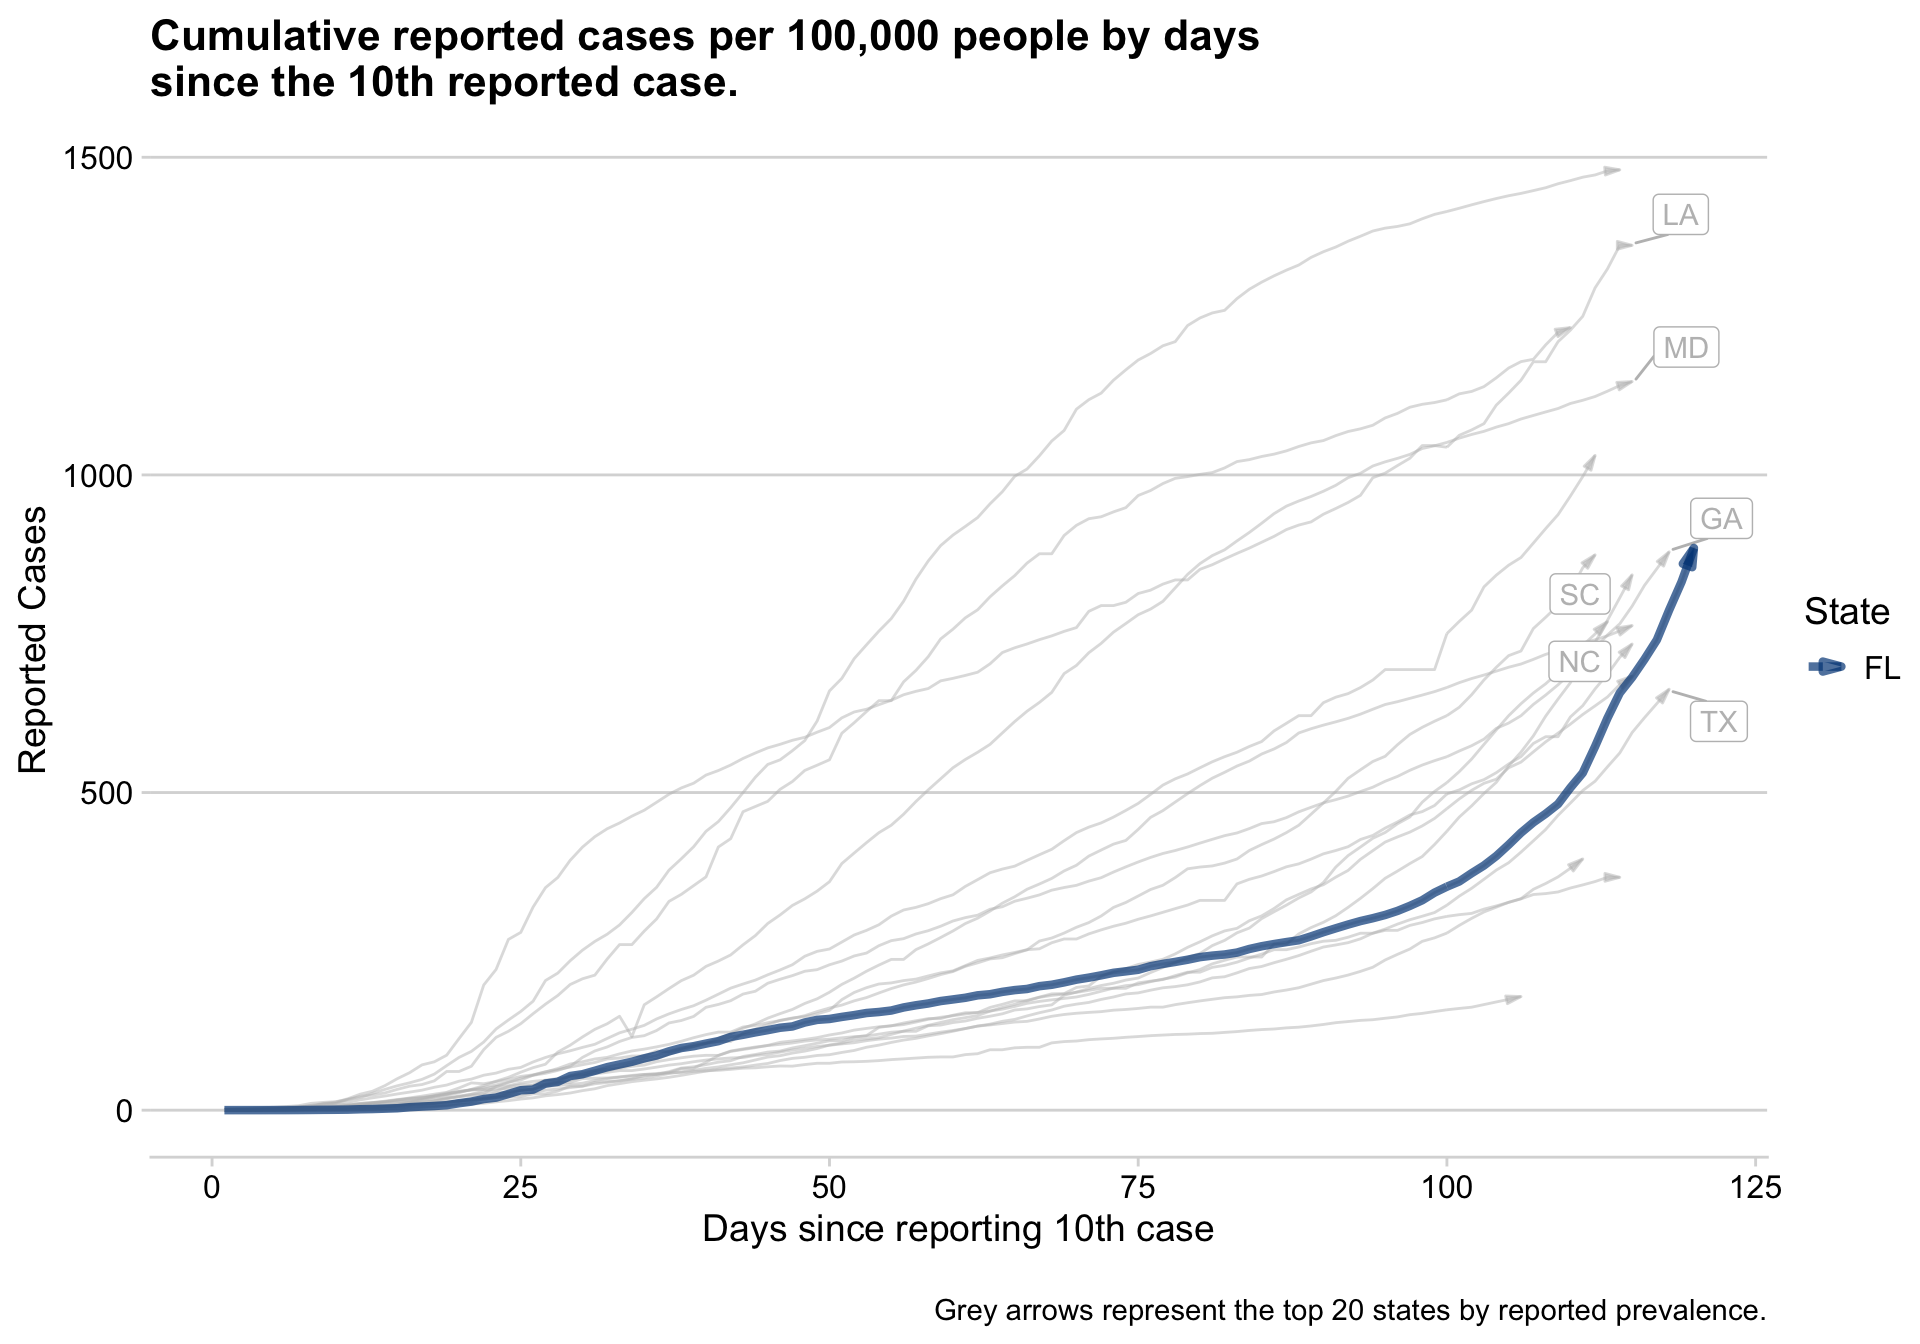 Cumulative reported cases per 100,000 people by days
since the 10th reported case.
1500
LA
MD
1000
GA
SC
NC
TX
500
0
Reported Cases
State
FL
0 25 50 75 100 125
Days since reporting 10th case
Grey arrows represent the top 20 states by reported prevalence.